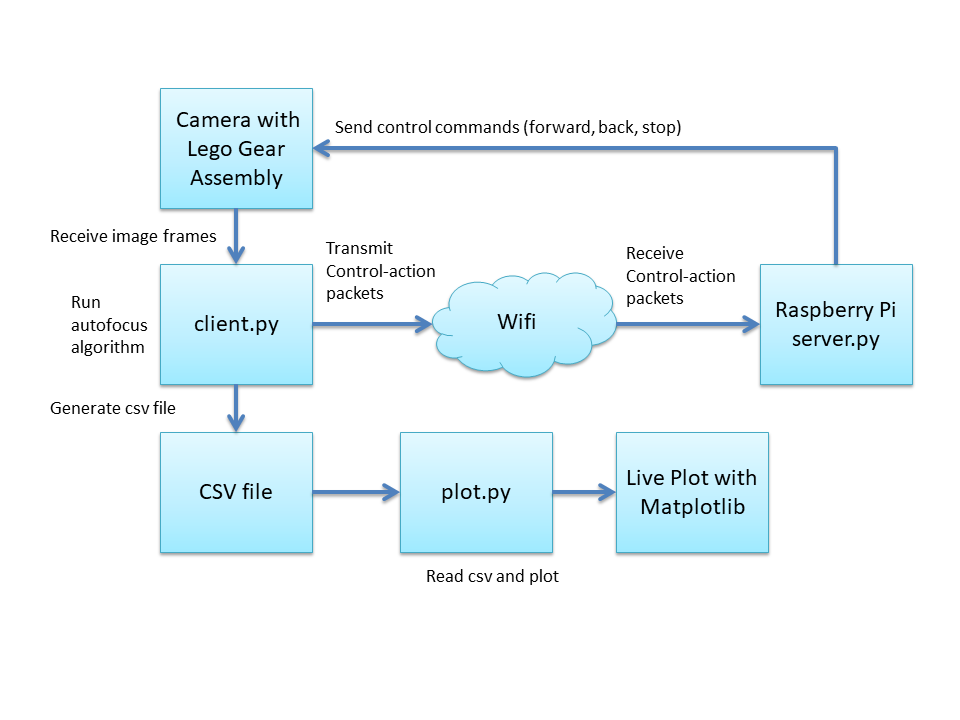 Camera with
Lego Gear
Assembly
Send control commands (forward, back, stop)
Receive image frames
Transmit
Control-action
packets
Receive
Control-action
packets
Run
autofocus
algorithm
client.py
Wifi
Raspberry Pi
server.py
Generate csv file
CSV file
plot.py
Live Plot with
Matplotlib
Read csv and plot